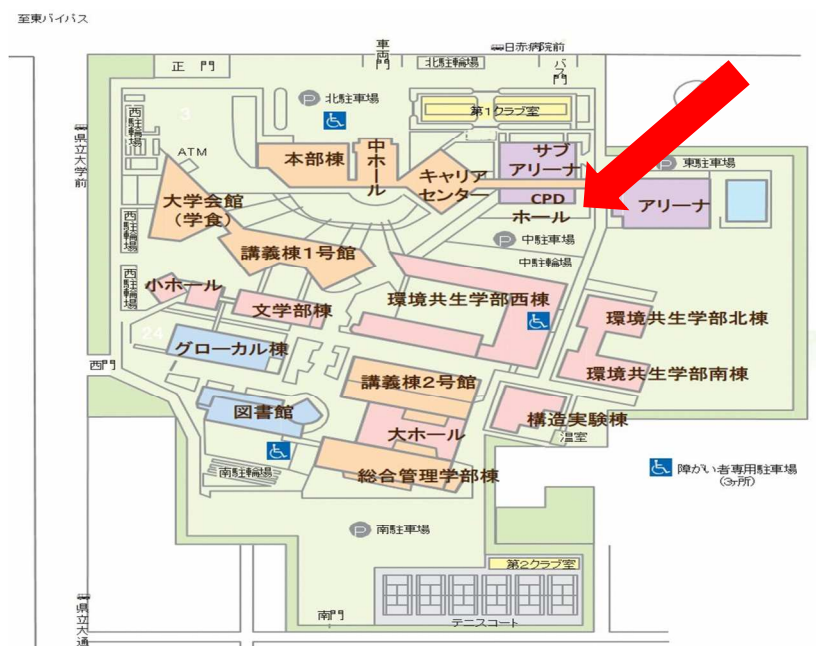 至東バイパス
車両門
日赤病院前
正 門
北駐輪場
バス門
P 北駐車場
第1クラブ室
3
西駐輪場
県立大学前
ATM
本部棟
中ホール
サブ
アリーナ
キャリア
センター
P 東駐車場
大学会館
(学食)
CPD
ホール
アリーナ
西駐輪場
P 中駐車場
講義棟1号館
中駐輪場
西駐輪場
小ホール
文学部棟
環境共生学部西棟
環境共生学部北棟
24
グローカル棟
西門
環境共生学部南棟
講義棟2号館
図書館
構造実験棟
大ホール
温室
南駐輪場
総合管理学部棟
障がい者専用駐車場
(3ヶ所)
P 南駐車場
第2クラブ室
県立大通
南門
テニスコート